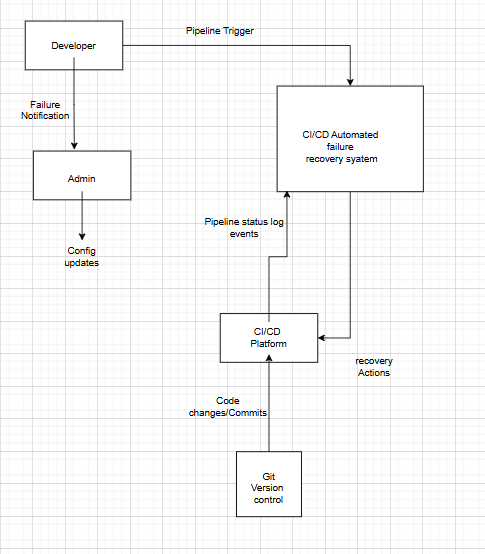 Pipeline Trigger
Developer
Failure
Notification
CI/CD Automated
failure
recovery system
Admin
Pipeline status log
events
Config
updates
CI/CD
Platform
recovery
Actions
Code
changes/Commits
Git
Version
control